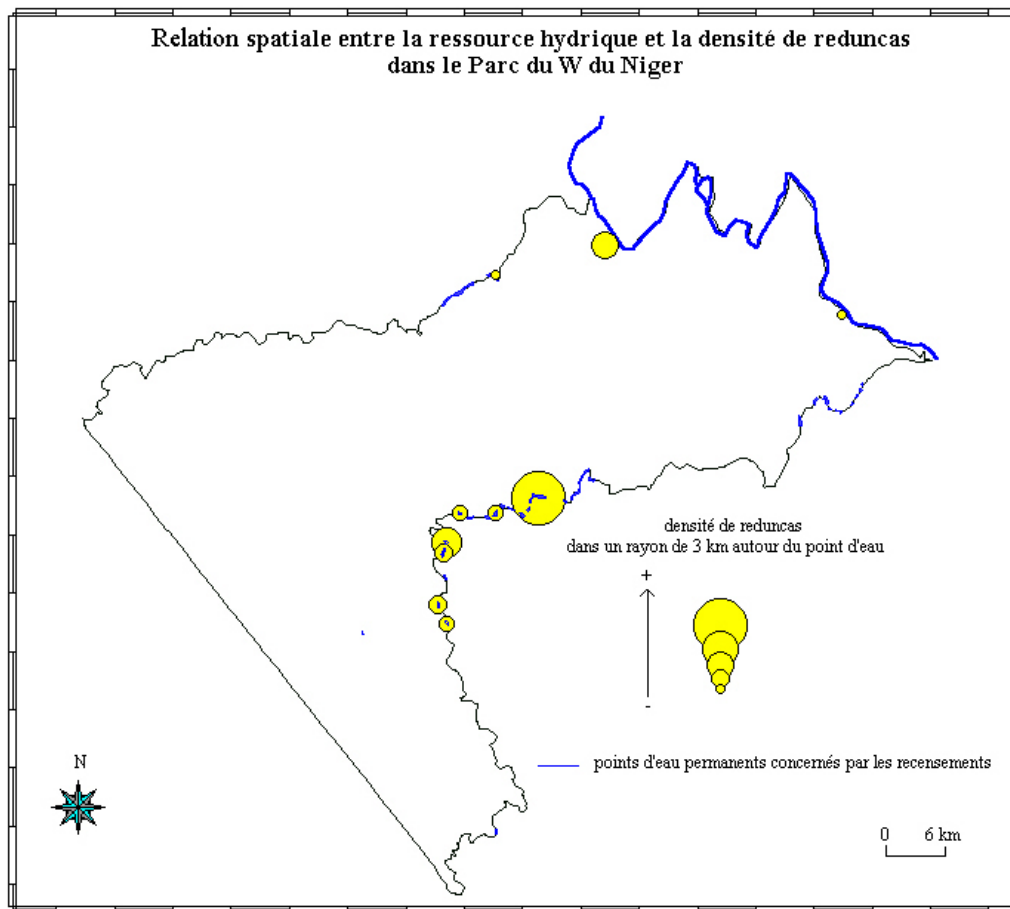 Relation spatiale entre la ressource hydrique et la densité de reduncas
dans le Parc du W du Niger
densité de reduncas
dans un rayon de 3 km autour du point d'eau
+
-
N
points d'eau permanents concernés par les recensements
0 6 km